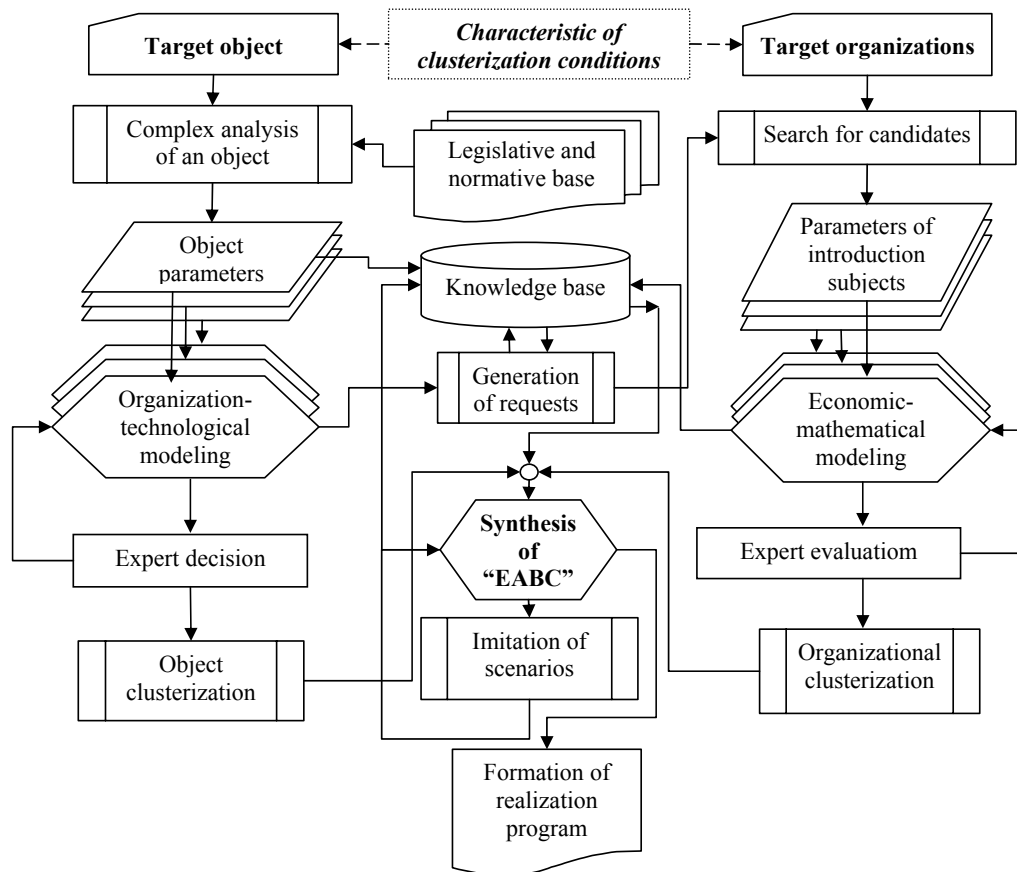 Target object
Characteristic of
clusterization conditions
Target organizations
Complex analysis
of an object
Legislative and
normative base
Search for candidates
Object
parameters
Knowledge base
Parameters of
introduction subjects
Organization-
technological
modeling
Generation
of requests
Economic-
mathematical
modeling
Expert decision
Synthesis
of
“EABC”
Expert evaluatiom
Object
clusterization
Imitation of
scenarios
Organizational
clusterization
Formation of
realization
program